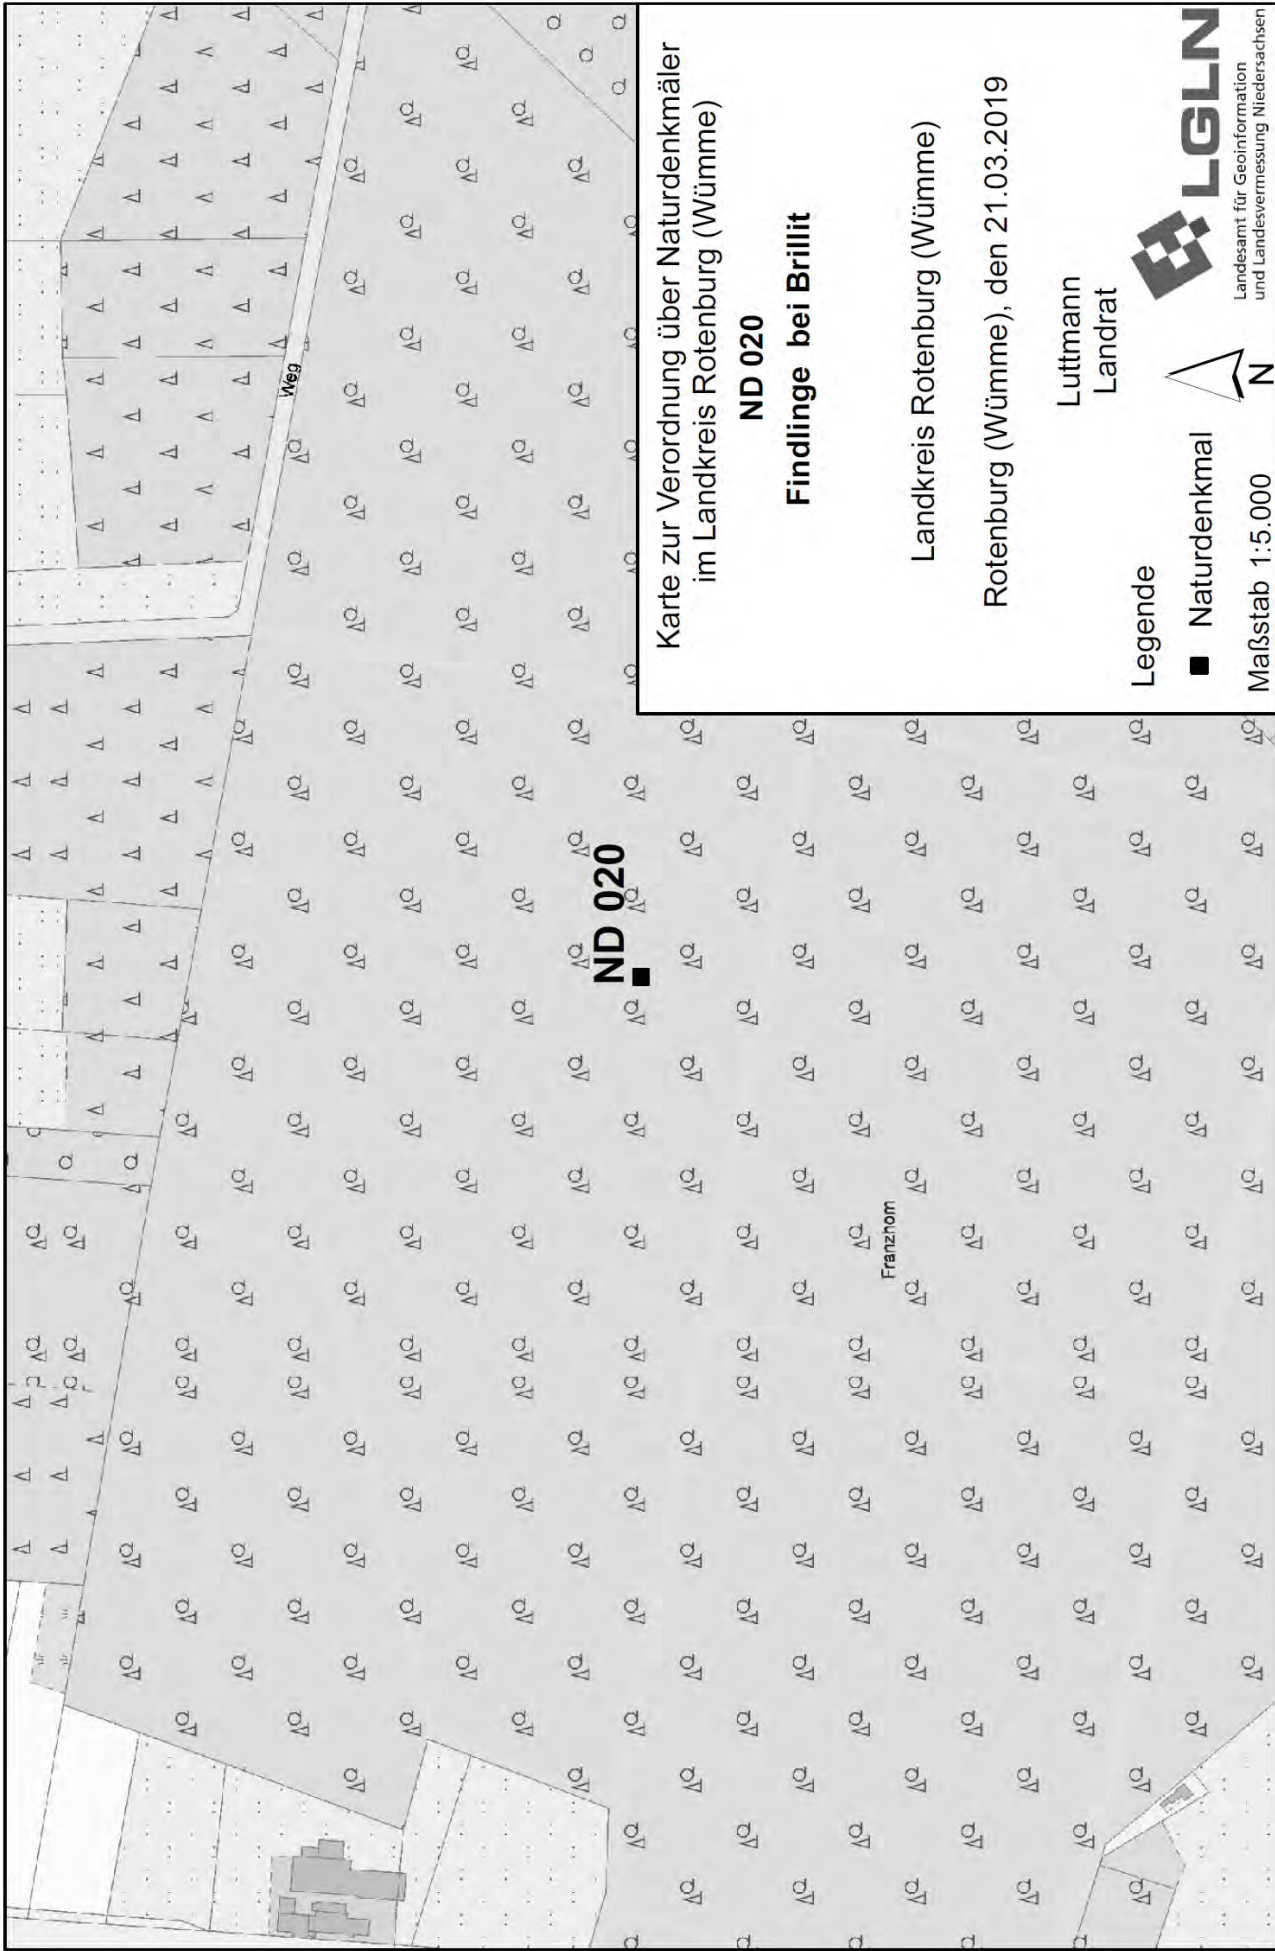 Weg
ND 020
Franzhorn
Karte zur Verordnung über Naturdenkmäler
im Landkreis Rotenburg (Wümme)
ND 020
Findlinge bei Brillit
Landkreis Rotenburg (Wümme)
Rotenburg (Wümme), den 21.03.2019
Luttmann
Landrat
Legende
Naturdenkmal
Maßstab 1:5.000
N
LGLN
Landesamt für Geoinformation
und Landesvermessung Niedersachsen